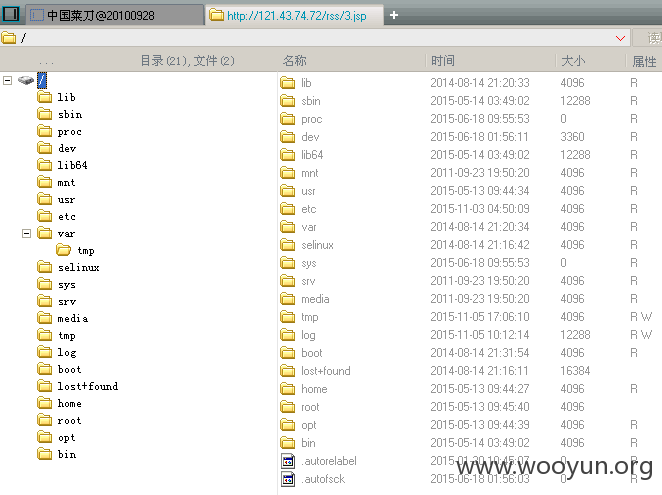 中国菜刀@20100928 http://121.43.74.72/rss/3.jsp +
/
... 目录(21),文件(2) 名称 时间 大小 属性
/
lib
sbin
proc
dev
lib64
mnt
usr
etc
var
tmp
selinux
sys
srv
media
tmp
log
boot
lost+found
home
root
opt
bin
lib 2014-08-14 21:20:33 4096 R
sbin 2015-05-14 03:49:02 12288 R
proc 2015-06-18 09:55:53 0 R
dev 2015-06-18 01:56:11 3360 R
lib64 2015-05-14 03:49:02 12288 R
mnt 2011-09-23 19:50:20 4096 R
usr 2015-05-13 09:44:34 4096 R
etc 2015-11-03 04:50:09 4096 R
var 2014-08-14 21:20:34 4096 R
selinux 2014-08-14 21:16:42 4096 R
sys 2015-06-18 09:55:53 0 R
srv 2011-09-23 19:50:20 4096 R
media 2011-09-23 19:50:20 4096 R
tmp 2015-11-05 17:06:10 4096 R W
log 2015-11-05 10:12:14 12288 R W
boot 2014-08-14 21:31:54 4096 R
lost+found 2014-08-14 21:16:11 16384
home 2015-05-13 09:44:27 4096 R
root 2015-05-13 09:45:40 4096
opt 2015-05-13 09:44:39 4096 R
bin 2015-05-14 03:49:02 4096 R
.autorelabel 0 R
.autofsck 2015-06-18 01:56:03 0 R
www.wooyun.org